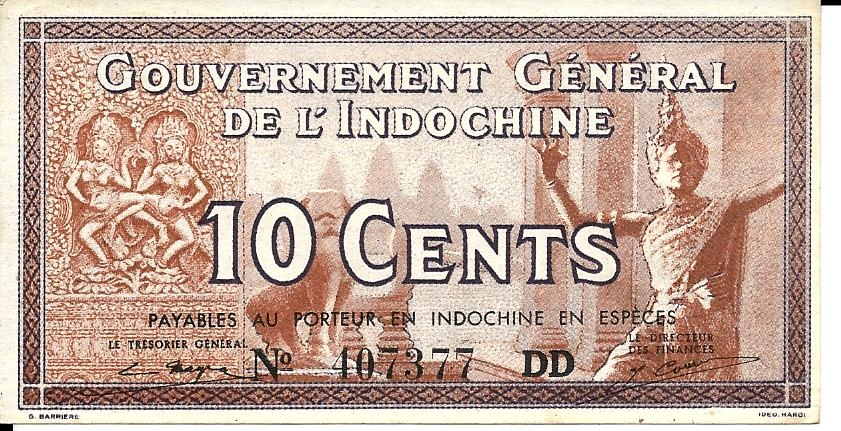 GOUVERNEMENT GÉNÉRAL
DE L'INDOCHINE
10 CENTS
PAYABLES AU PORTEUR EN INDOCHINE EN ESPÈCES
LE TRÉSORIER GÉNÉRAL
LE DIRECTEUR
DES FINANCES
Nº 407377 DD
G. BARRIÈRE
IDEO. HANOI